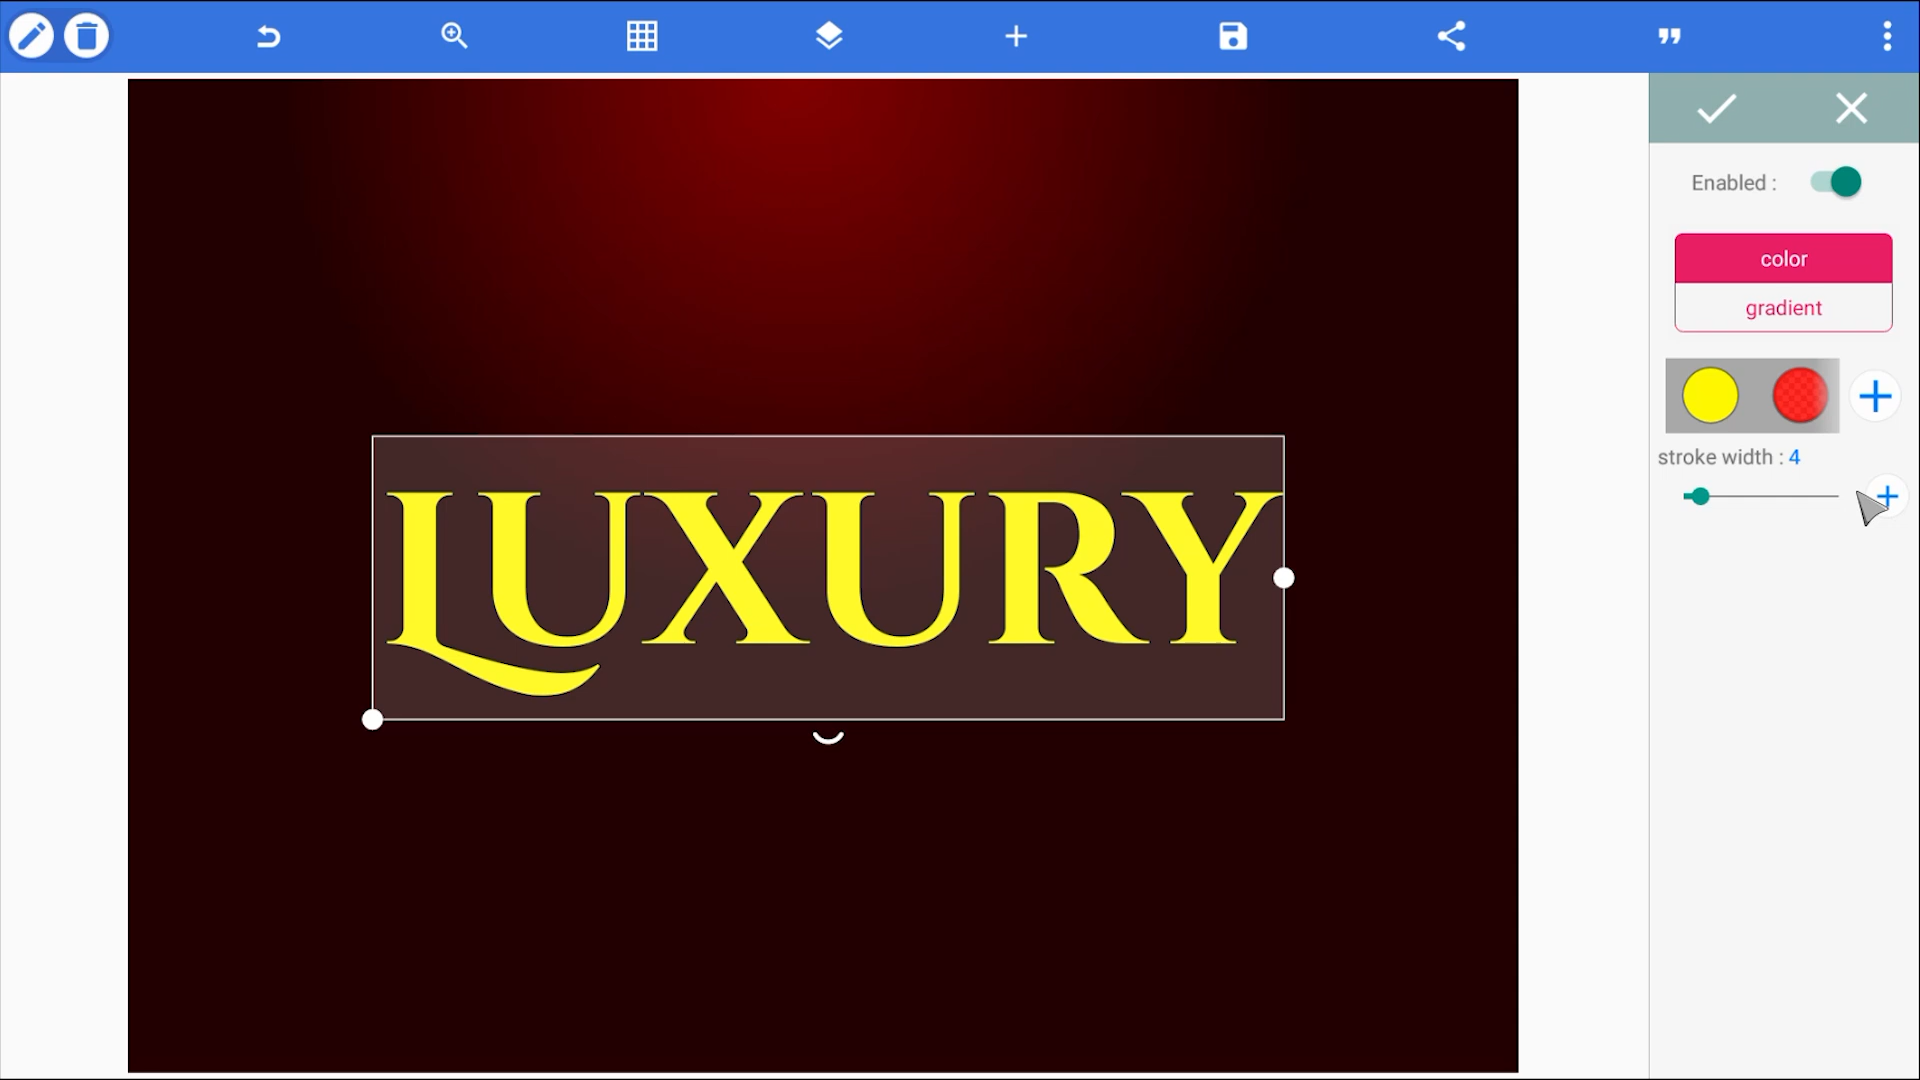 Enabled :
color
gradient
stroke width : 4
LUXURY